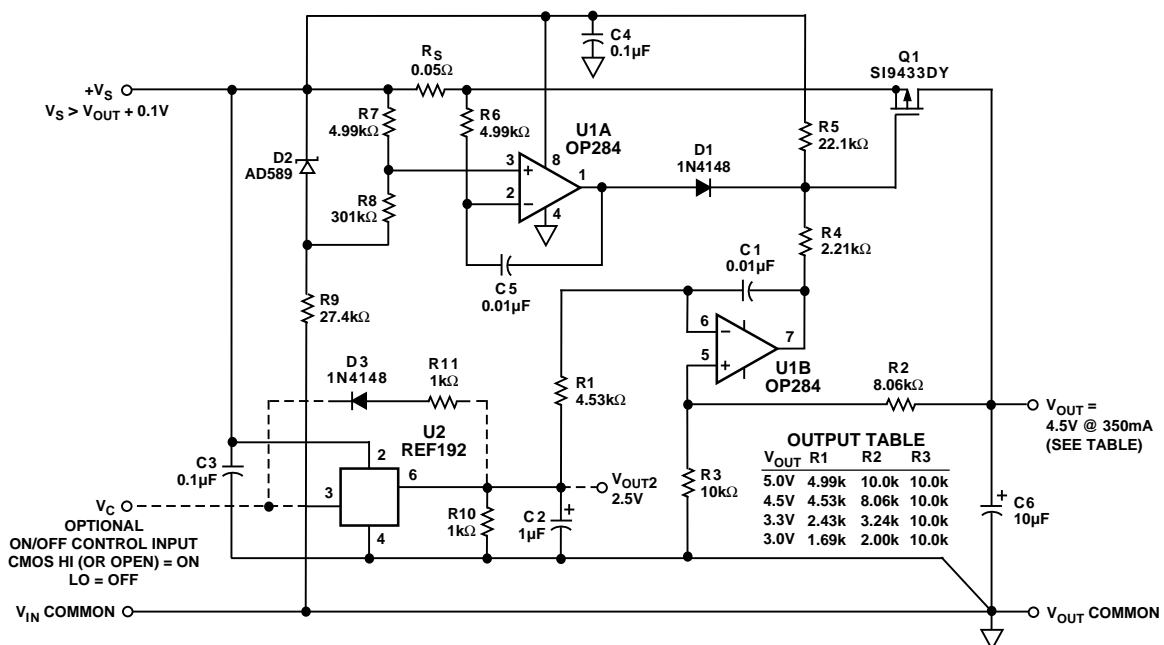 C4
0.1µF
RS
0.05Ω
Q1
SI9433DY
+VS
VS > VOUT + 0.1V
R7
4.99kΩ
R6
4.99kΩ
U1A
OP284
R5
22.1kΩ
D1
1N4148
D2
AD589
3
+
8
1
2
−
4
R8
301kΩ
R4
2.21kΩ
C5
0.01µF
C1
0.01µF
R9
27.4kΩ
6
−
7
5
+
U1B
OP284
D3
1N4148
R11
1kΩ
R1
4.53kΩ
R2
8.06kΩ
VOUT =
4.5V @ 350mA
(SEE TABLE)
U2
REF192
2
C3
0.1µF
6
3
4
VOUT2
2.5V
R3
10kΩ
OUTPUT TABLE
VOUT R1 R2 R3
5.0V 4.99k 10.0k 10.0k
4.5V 4.53k 8.06k 10.0k
3.3V 2.43k 3.24k 10.0k
3.0V 1.69k 2.00k 10.0k
+
C6
10µF
VC
OPTIONAL
ON/OFF CONTROL INPUT
CMOS HI (OR OPEN) = ON
LO = OFF
R10
1kΩ
C2
1µF
+
VIN COMMON
VOUT COMMON